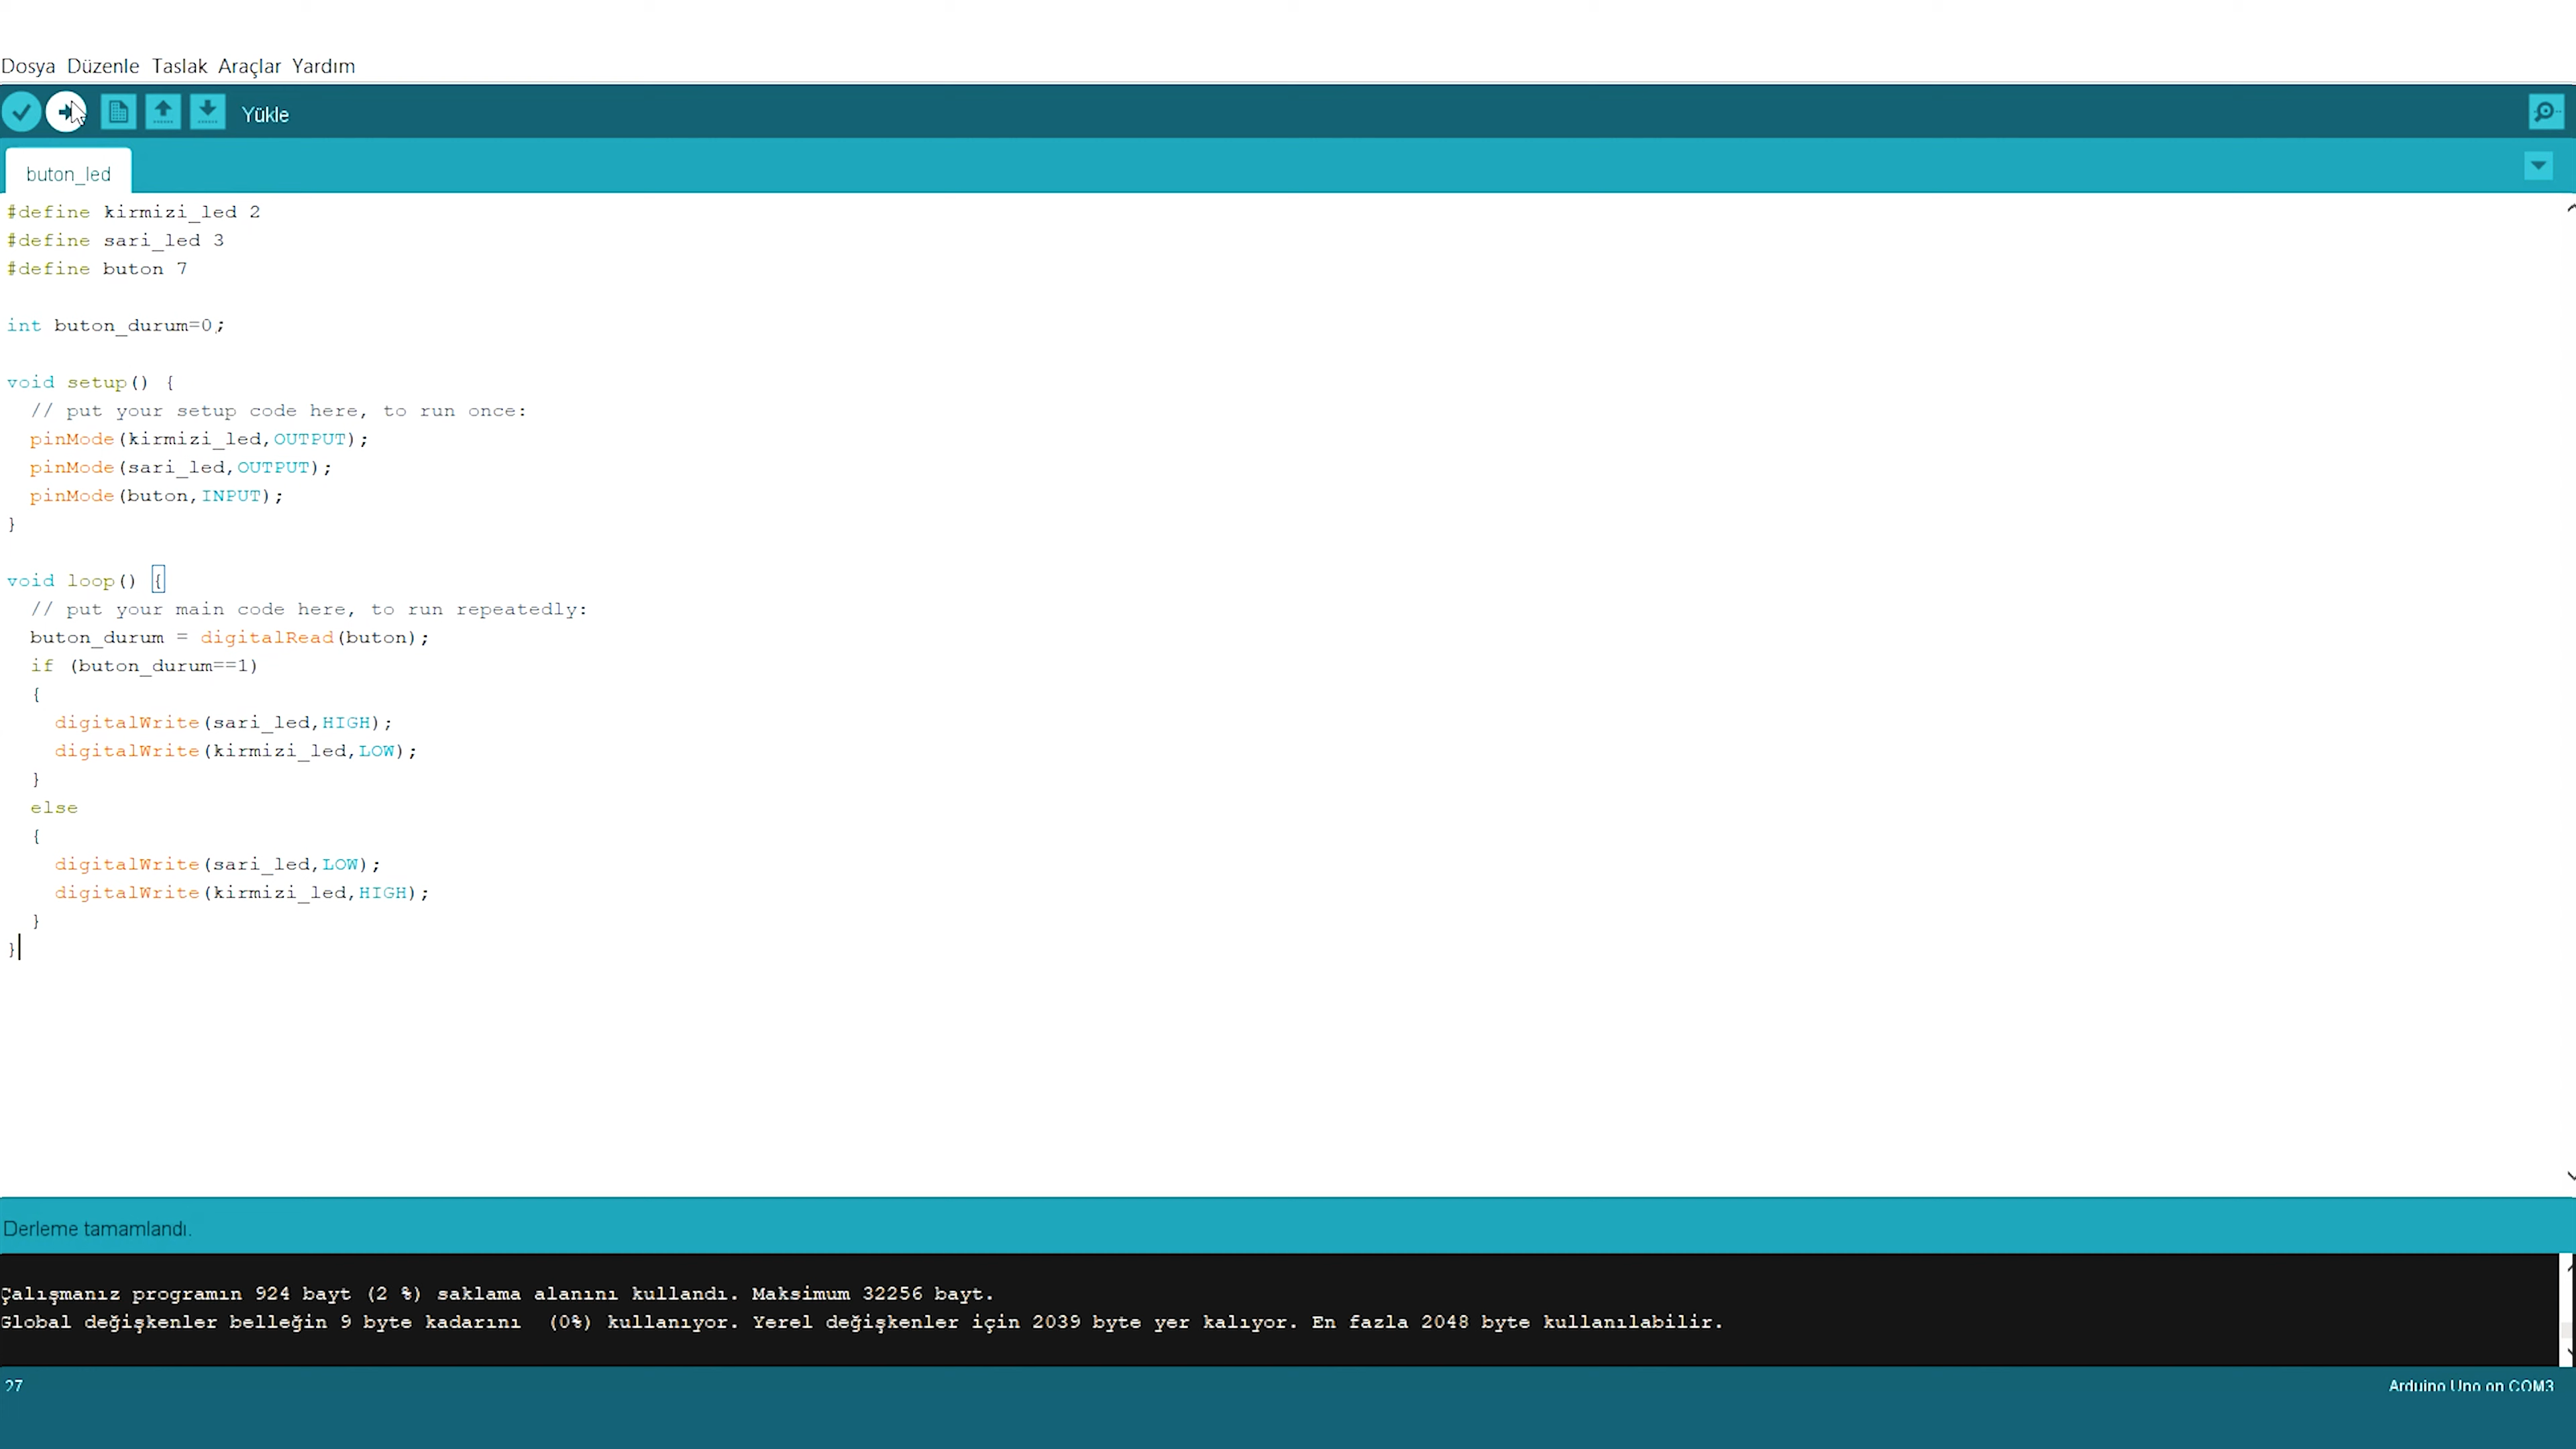 Dosya Düzenle Taslak Araçlar Yardım
Yükle
buton_led
#define kirmizi_led 2
#define sari_led 3
#define buton 7
int buton_durum=0;
void setup() {
// put your setup code here, to run once:
pinMode(kirmizi_led,OUTPUT);
pinMode(sari_led,OUTPUT);
pinMode(buton,INPUT);
}
void loop() {
// put your main code here, to run repeatedly:
buton_durum = digitalRead(buton);
if (buton_durum==1)
{
digitalWrite(sari_led,HIGH);
digitalWrite(kirmizi_led,LOW);
}
else
{
digitalWrite(sari_led,LOW);
digitalWrite(kirmizi_led,HIGH);
}
}
Derleme tamamlandı.
Çalışmanız programın 924 bayt (2 %) saklama alanını kullandı. Maksimum 32256 bayt.
Global değişkenler belleğin 9 byte kadarını  (0%) kullanıyor. Yerel değişkenler için 2039 byte yer kalıyor. En fazla 2048 byte kullanılabilir.
27
Arduino Uno on COM3